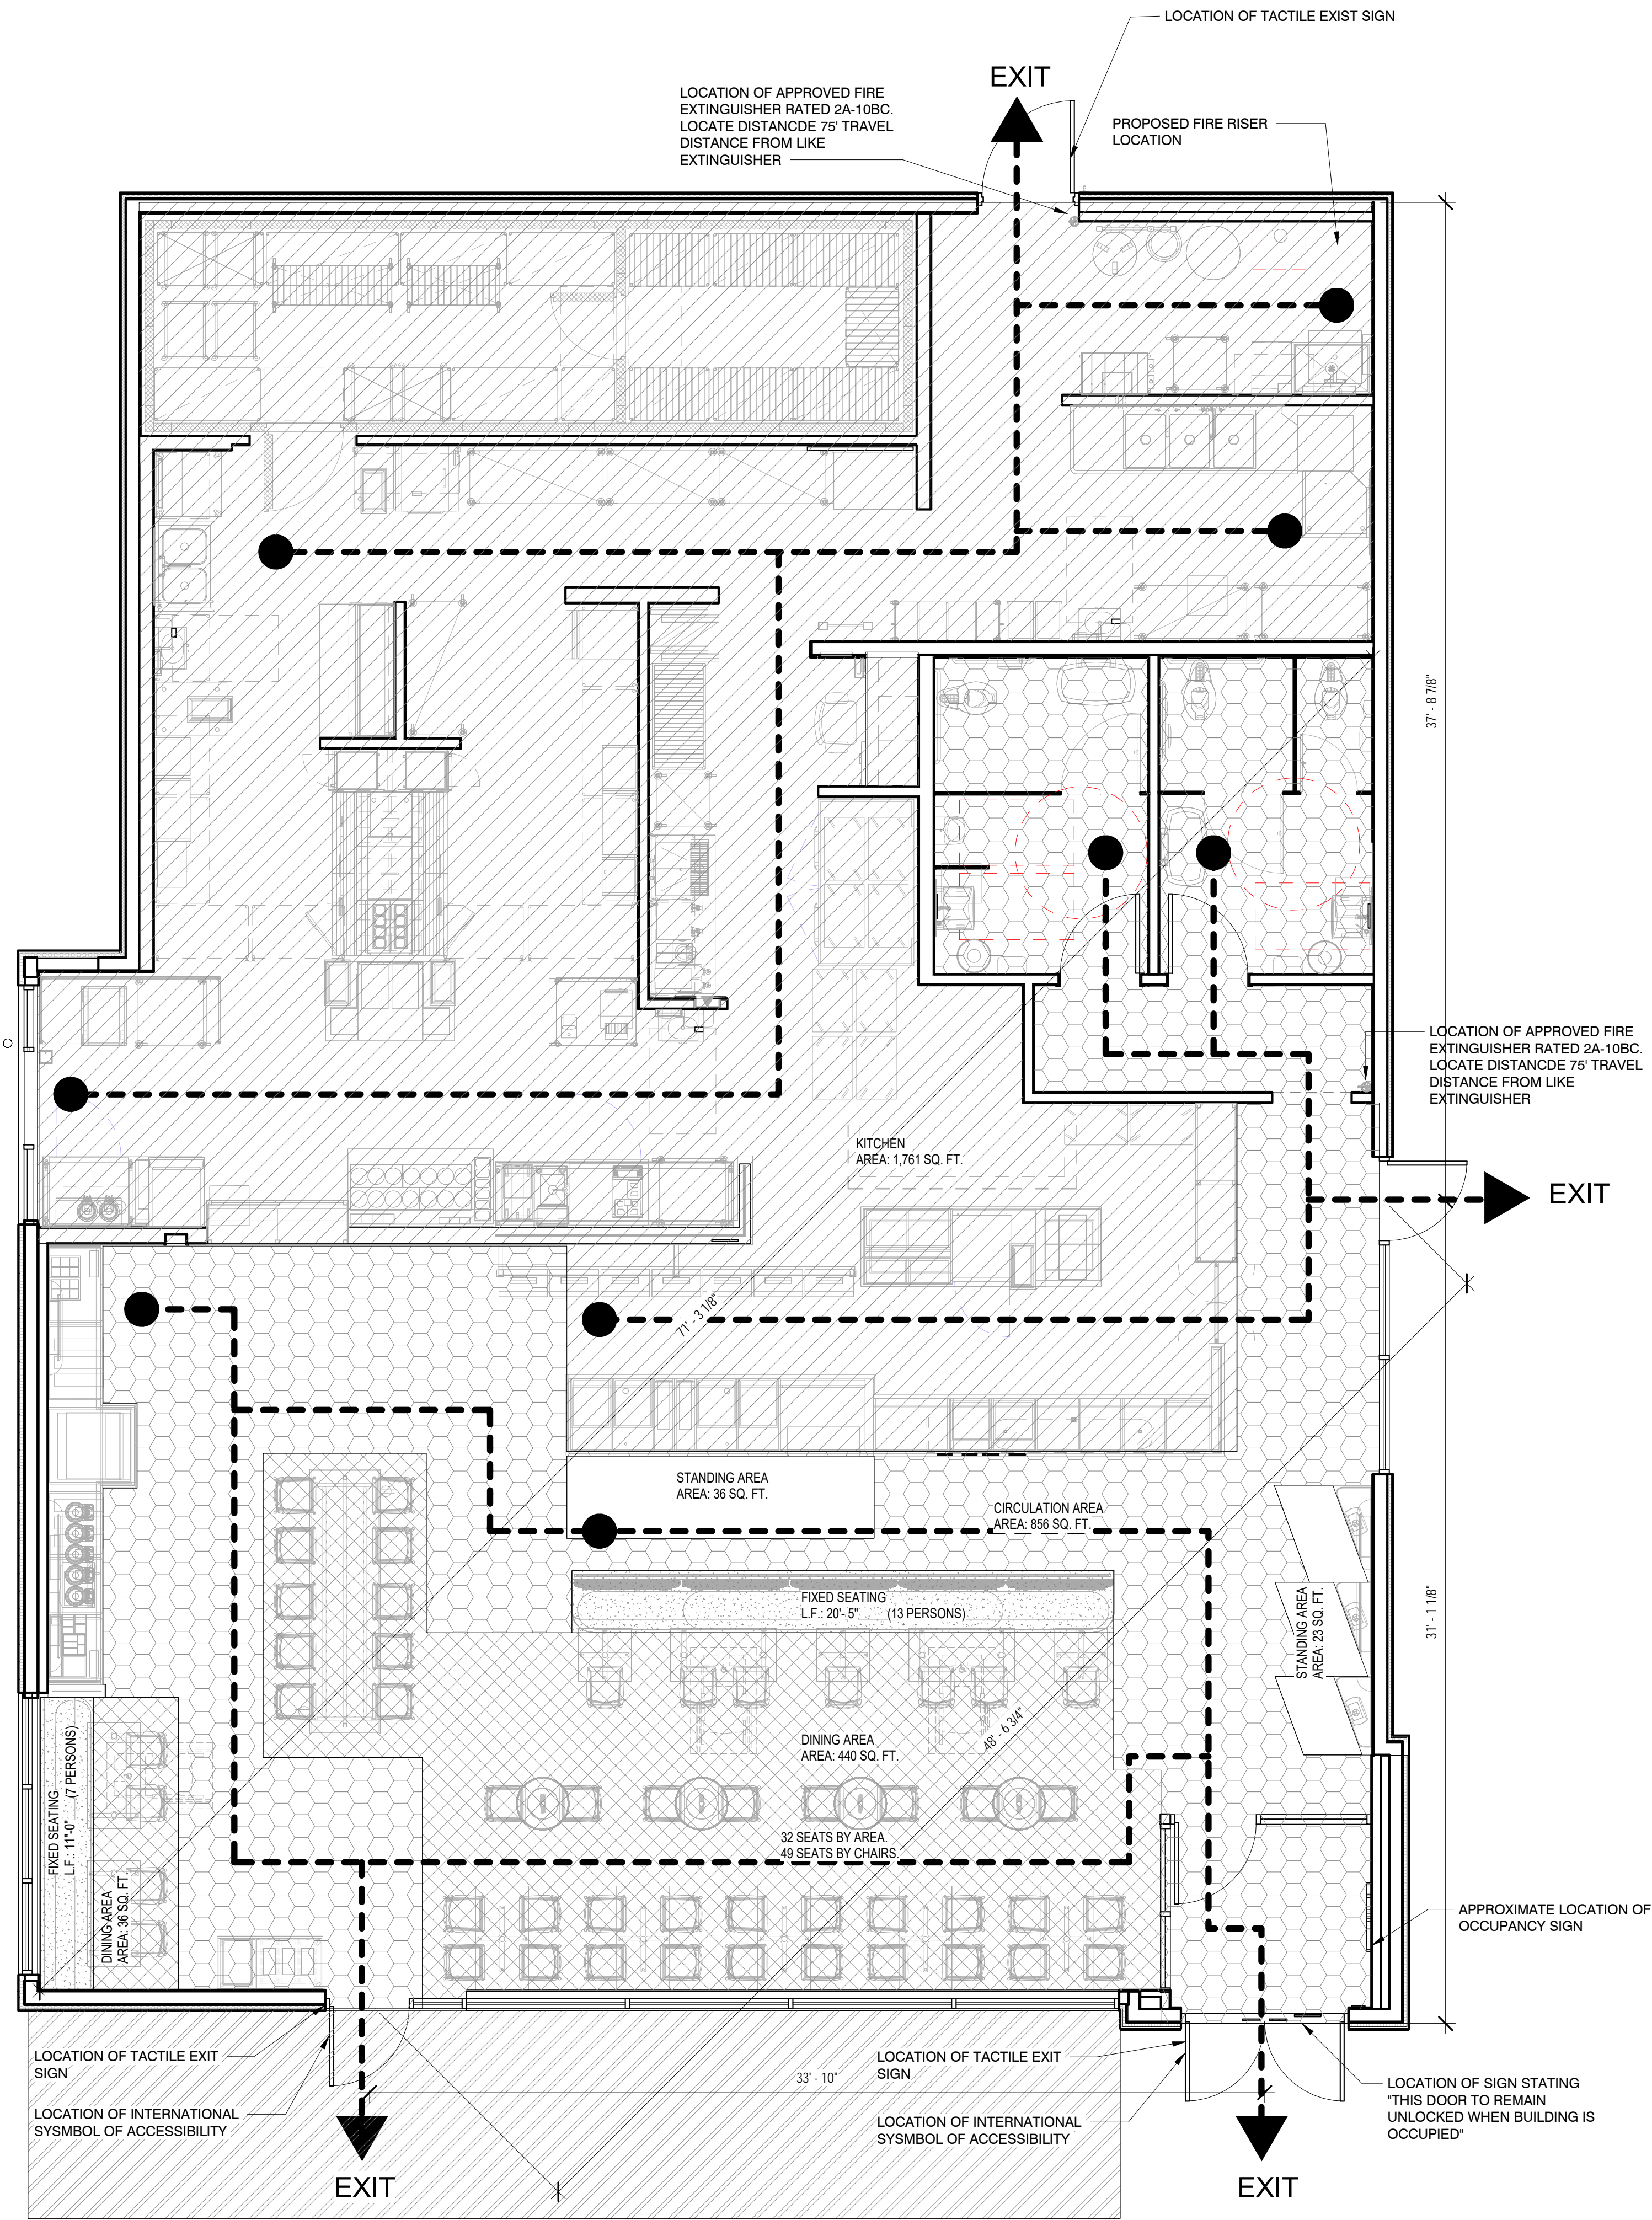 LOCATION OF TACTILE EXIST SIGN
EXIT
LOCATION OF APPROVED FIRE
EXTINGUISHER RATED 2A-10BC.
LOCATE DISTANCDE 75' TRAVEL
DISTANCE FROM LIKE
EXTINGUISHER
PROPOSED FIRE RISER
LOCATION
37' - 8 7/8"
LOCATION OF APPROVED FIRE
EXTINGUISHER RATED 2A-10BC.
LOCATE DISTANCDE 75' TRAVEL
DISTANCE FROM LIKE
EXTINGUISHER
KITCHEN
AREA: 1,761 SQ. FT.
EXIT
71' - 3 1/8"
STANDING AREA
AREA: 36 SQ. FT.
CIRCULATION AREA
AREA: 856 SQ. FT.
FIXED SEATING
L.F.: 20'- 5" (13 PERSONS)
STANDING AREA
AREA: 23 SQ. FT.
31' - 1 1/8"
48' - 6 3/4"
DINING AREA
AREA: 440 SQ. FT.
FIXED SEATING
L.F.: 11"-0" (7 PERSONS)
32 SEATS BY AREA.
49 SEATS BY CHAIRS.
DINING AREA
AREA: 36 SQ. FT.
APPROXIMATE LOCATION OF
OCCUPANCY SIGN
LOCATION OF TACTILE EXIT
SIGN
LOCATION OF INTERNATIONAL
SYSMBOL OF ACCESSIBILITY
33' - 10"
LOCATION OF TACTILE EXIT
SIGN
LOCATION OF INTERNATIONAL
SYSMBOL OF ACCESSIBILITY
LOCATION OF SIGN STATING
"THIS DOOR TO REMAIN
UNLOCKED WHEN BUILDING IS
OCCUPIED"
EXIT
EXIT